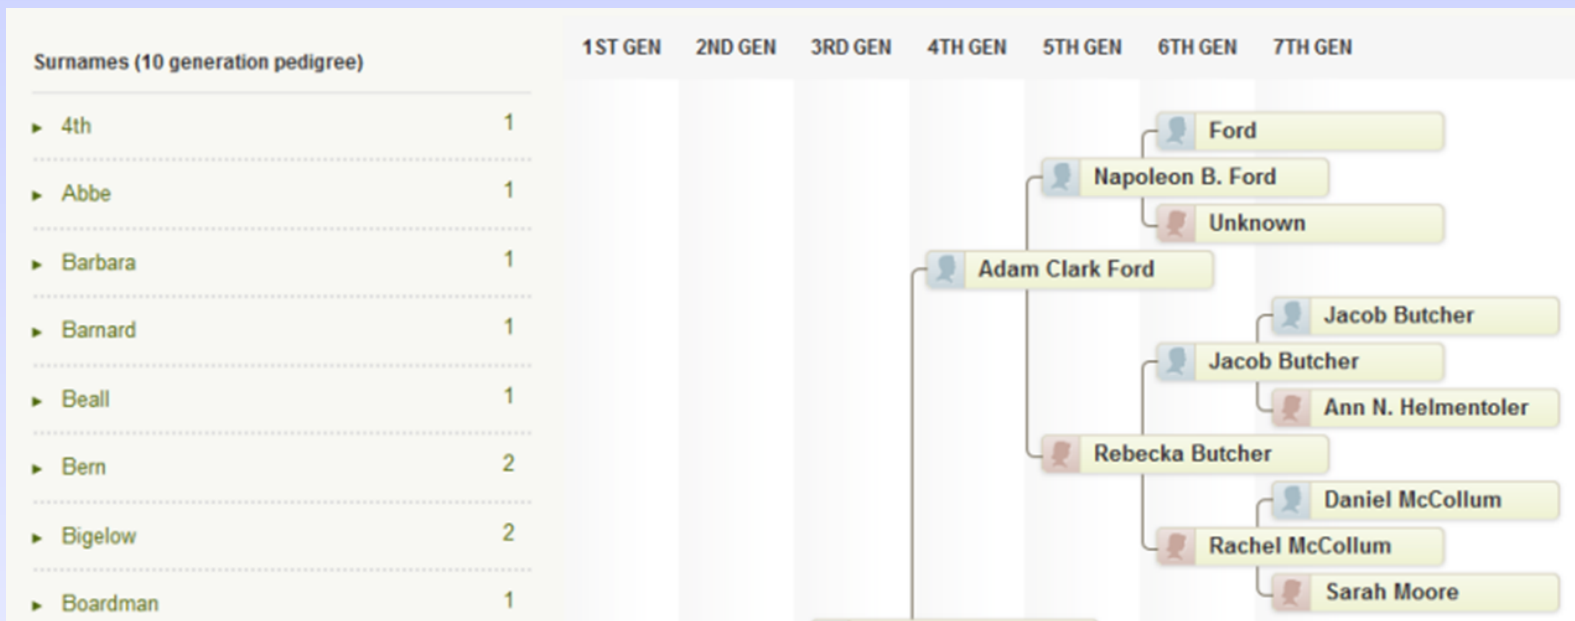 Surnames (10 generation pedigree)
4th 1
Abbe 1
Barbara 1
Barnard 1
Beall 1
Bern 2
Bigelow 2
Boardman 1
1ST GEN 2ND GEN 3RD GEN 4TH GEN 5TH GEN 6TH GEN 7TH GEN
Ford
Napoleon B. Ford
Unknown
Adam Clark Ford
Jacob Butcher
Jacob Butcher
Ann N. Helmentoler
Rebecka Butcher
Daniel McCollum
Rachel McCollum
Sarah Moore